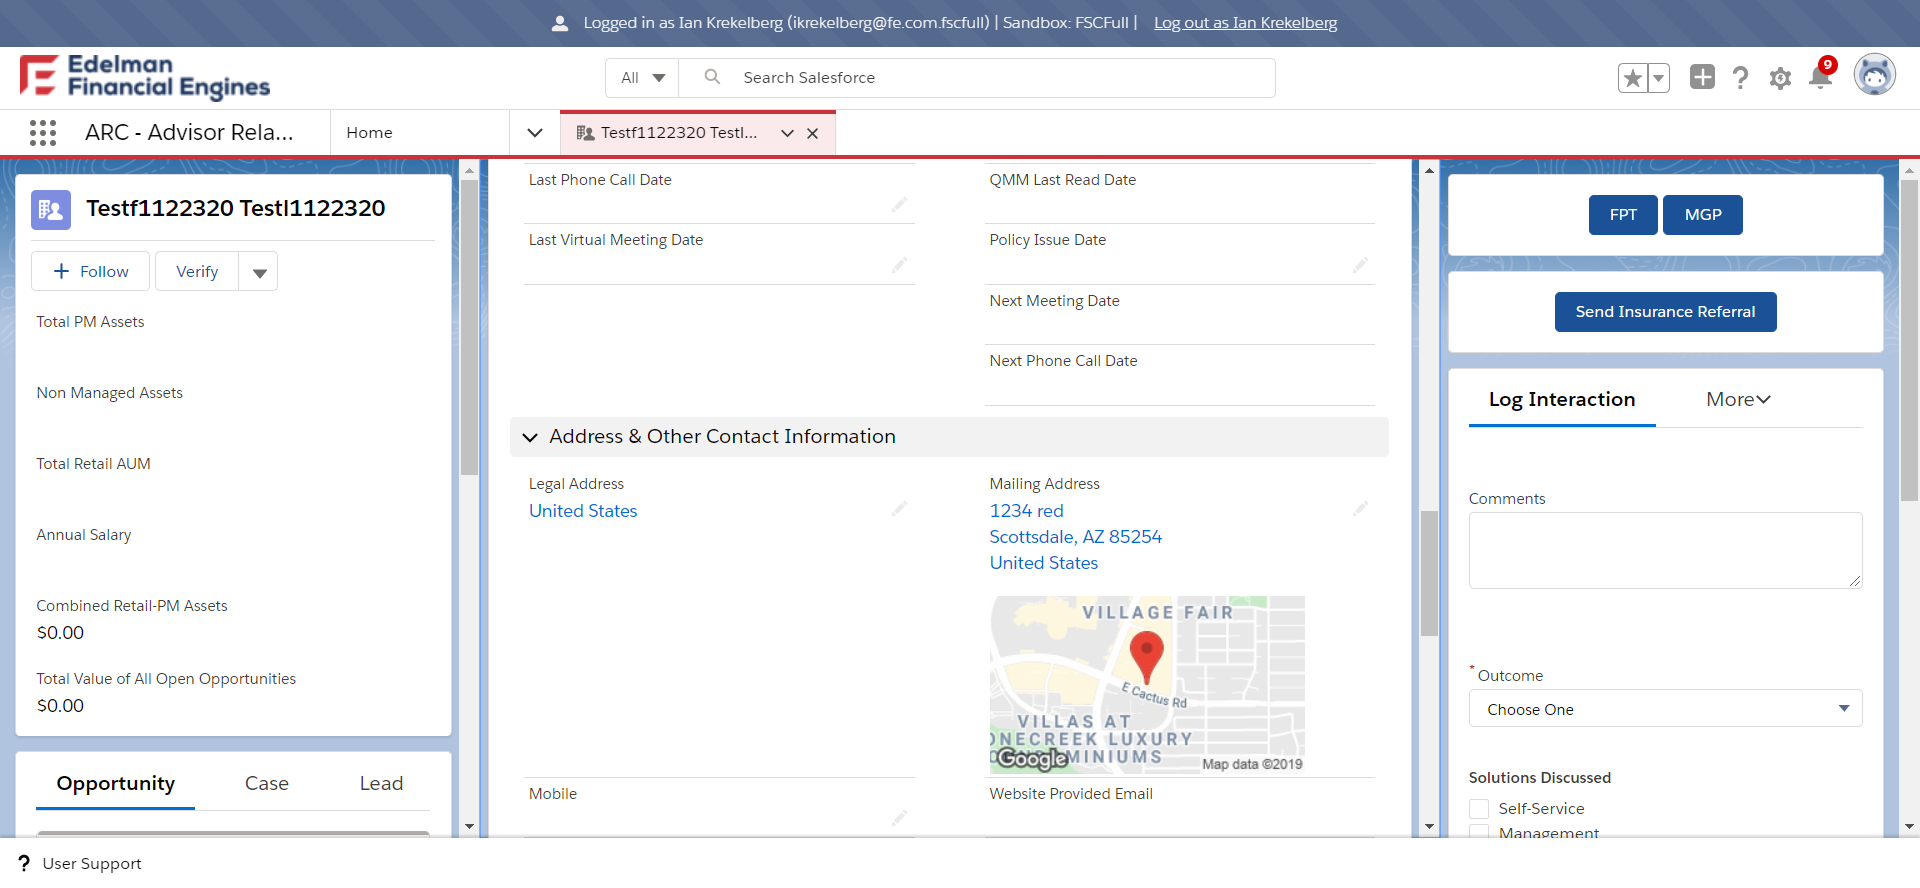 Logged in as Ian Krekelberg (ikrekelberg@fe.com.fscfull) | Sandbox: FSCFull | Log out as Ian Krekelberg
Edelman
Financial Engines
All
Search Salesforce
9
ARC - Advisor Rela...
Home
Testf1122320 Testl...
Testf1122320 Testl1122320
Follow
Verify
Total PM Assets
Non Managed Assets
Total Retail AUM
Annual Salary
Combined Retail-PM Assets
$0.00
Total Value of All Open Opportunities
$0.00
Opportunity
Case
Lead
Last Phone Call Date
QMM Last Read Date
Last Virtual Meeting Date
Policy Issue Date
Next Meeting Date
Next Phone Call Date
Address & Other Contact Information
Legal Address
United States
Mailing Address
1234 red
Scottsdale, AZ 85254
United States
VILLAGE FAIR
E Cactus Rd
VILLAS AT
ONECREEK LUXURY
MINIUMS
Google
Map data ©2019
Mobile
Website Provided Email
FPT
MGP
Send Insurance Referral
Log Interaction
More
Comments
* Outcome
Choose One
Solutions Discussed
Self-Service
Management
? User Support